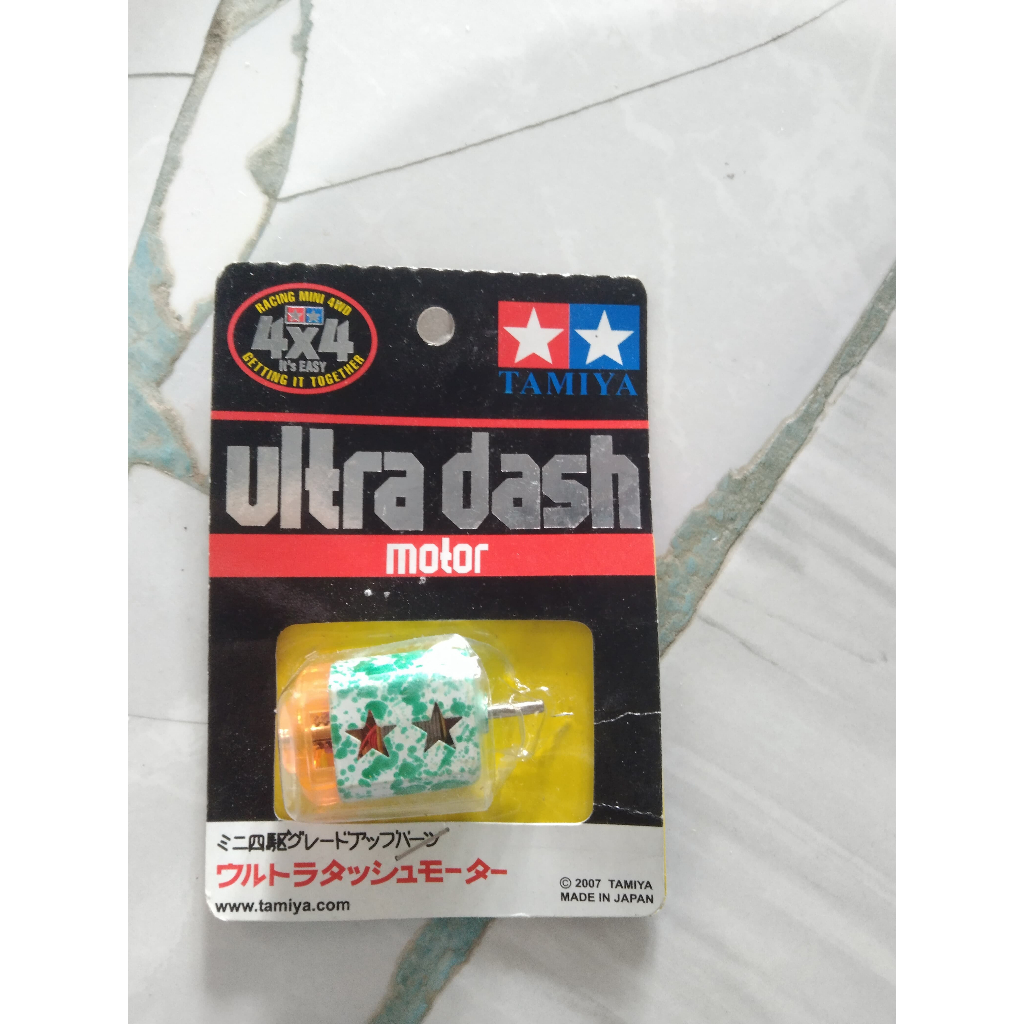 RACING MINI 4WD
4x4
it's EASY
GETTING IT TOGETHER
TAMIYA
ultra dash
motor
ミニ四駆グレードアップパーツ
ウルトラタッシュモーター
www.tamiya.com
© 2007 TAMIYA
MADE IN JAPAN